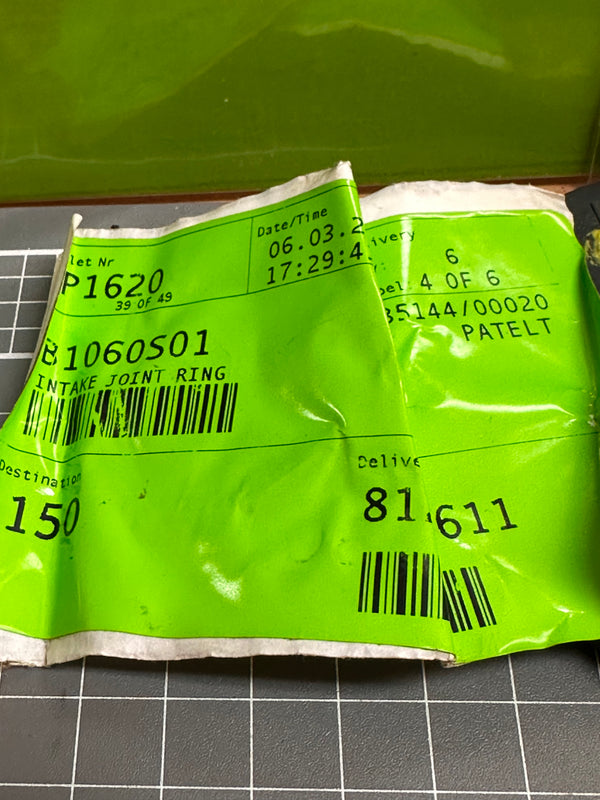 let Nr
P1620
39 OF 49
Date/Time
06.03.2
17:29:4
ivery
6
4 OF 6
35144/00020
PATELT
B1060S01
INTAKE JOINT RING
Destination
150
Delive
81
611